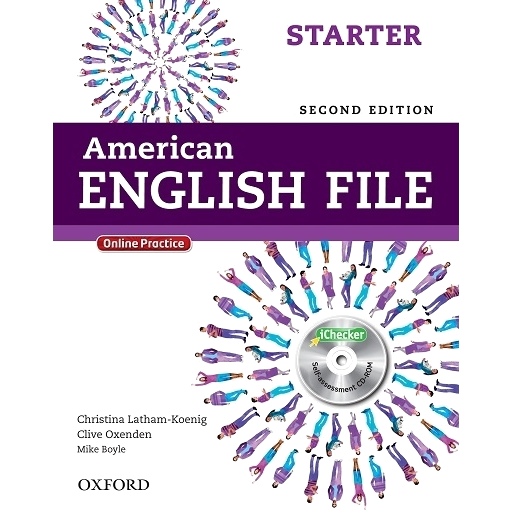 STARTER
SECOND EDITION
American
ENGLISH FILE
Online Practice
iChecker
Self-assessment CD-ROM
Christina Latham-Koenig
Clive Oxenden
Mike Boyle
OXFORD